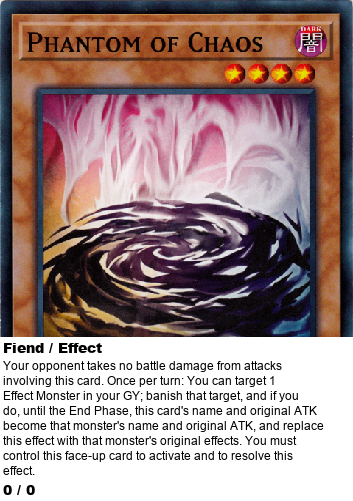 Phantom of Chaos
DARK
闇
Fiend / Effect
Your opponent takes no battle damage from attacks
involving this card. Once per turn: You can target 1
Effect Monster in your GY; banish that target, and if you
do, until the End Phase, this card's name and original ATK
become that monster's name and original ATK, and replace
this effect with that monster's original effects. You must
control this face-up card to activate and to resolve this
effect.
0 / 0